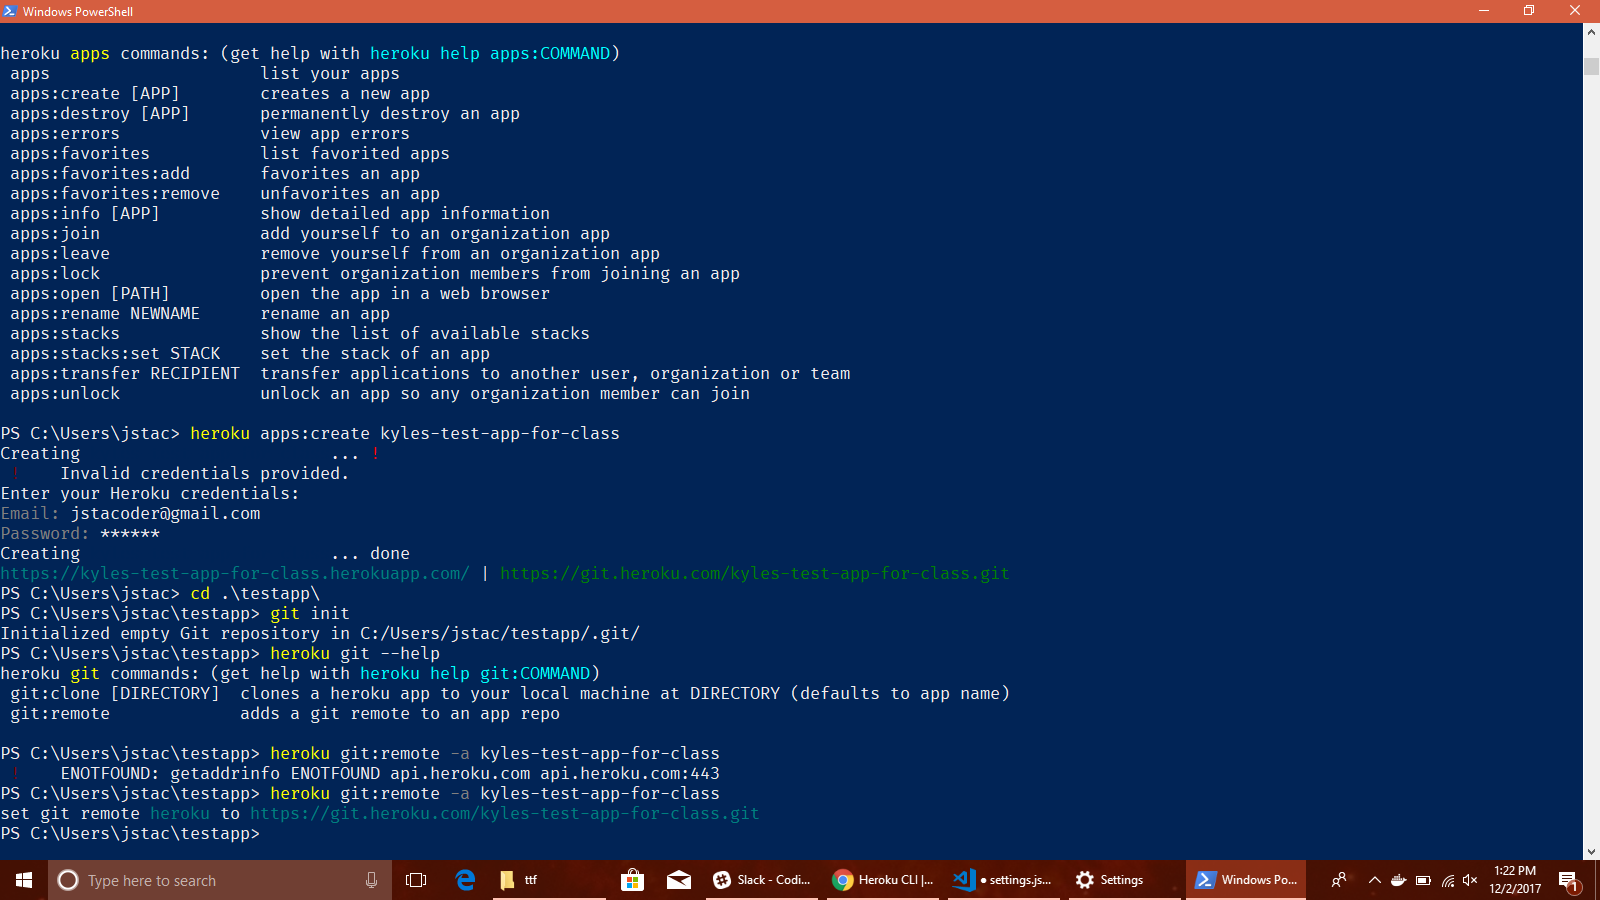 Windows PowerShell
heroku apps commands: (get help with heroku help apps:COMMAND)
apps                     list your apps
apps:create [APP]        creates a new app
apps:destroy [APP]       permanently destroy an app
apps:errors              view app errors
apps:favorites           list favorited apps
apps:favorites:add       favorites an app
apps:favorites:remove    unfavorites an app
apps:info [APP]          show detailed app information
apps:join                add yourself to an organization app
apps:leave               remove yourself from an organization app
apps:lock                prevent organization members from joining an app
apps:open [PATH]         open the app in a web browser
apps:rename NEWNAME      rename an app
apps:stacks              show the list of available stacks
apps:stacks:set STACK    set the stack of an app
apps:transfer RECIPIENT  transfer applications to another user, organization or team
apps:unlock              unlock an app so any organization member can join
PS C:\Users\jstac> heroku apps:create kyles-test-app-for-class
Creating                         ... !
!    Invalid credentials provided.
Enter your Heroku credentials:
Email: jstacoder@gmail.com
Password: ******
Creating                         ... done
https://kyles-test-app-for-class.herokuapp.com/ | https://git.heroku.com/kyles-test-app-for-class.git
PS C:\Users\jstac> cd .\testapp\
PS C:\Users\jstac\testapp> git init
Initialized empty Git repository in C:/Users/jstac/testapp/.git/
PS C:\Users\jstac\testapp> heroku git --help
heroku git commands: (get help with heroku help git:COMMAND)
git:clone [DIRECTORY]  clones a heroku app to your local machine at DIRECTORY (defaults to app name)
git:remote             adds a git remote to an app repo
PS C:\Users\jstac\testapp> heroku git:remote -a kyles-test-app-for-class
!    ENOTFOUND: getaddrinfo ENOTFOUND api.heroku.com api.heroku.com:443
PS C:\Users\jstac\testapp> heroku git:remote -a kyles-test-app-for-class
set git remote heroku to https://git.heroku.com/kyles-test-app-for-class.git
PS C:\Users\jstac\testapp>
Type here to search
ttf
Slack - Codi...
Heroku CLI |...
● settings.js...
Settings
Windows Po...
1:22 PM
12/2/2017
1